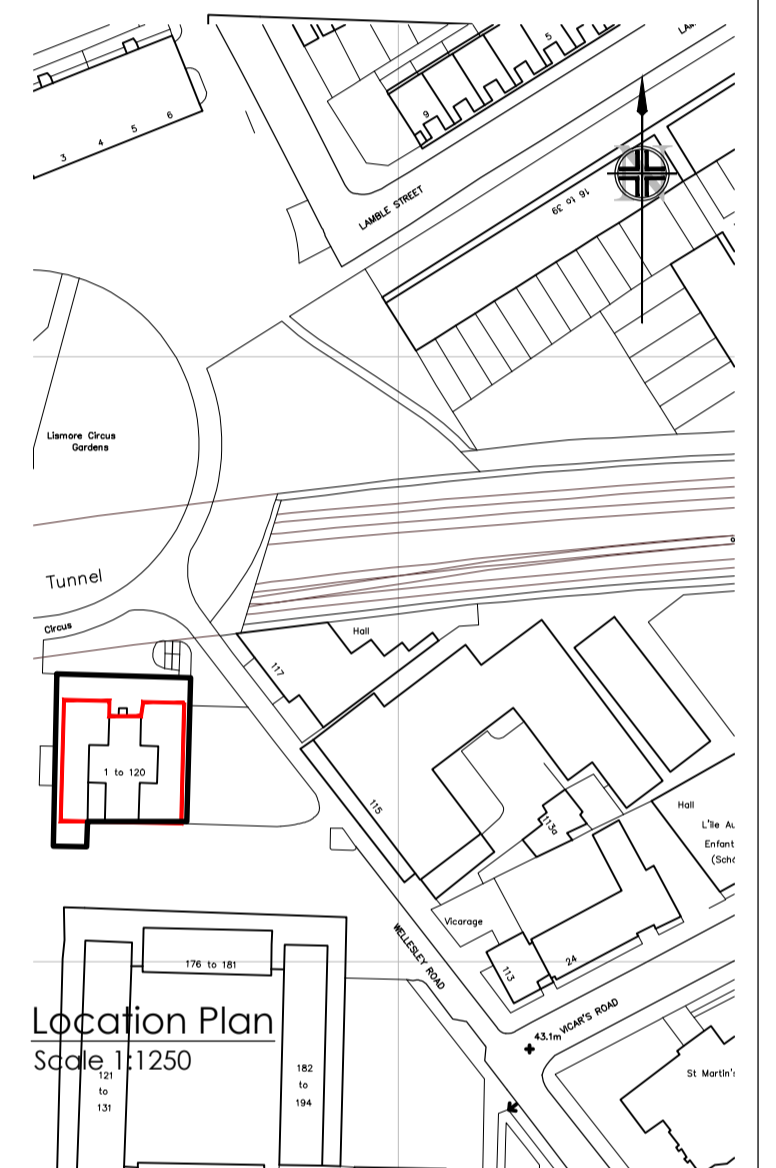 LAMBLE STREET
5
9
3
4
5
6
16 to 39
N
Lismore Circus
Gardens
Tunnel
Circus
Hall
117
1 to 120
115
113a
Hall
L'île Au
Enfant
(Scho
Vicarage
WELLESLEY ROAD
176 to 181
113
24
VICAR'S ROAD
43.1m
Location Plan
Scale 1:1250
121
to
131
182
to
194
St Martin's